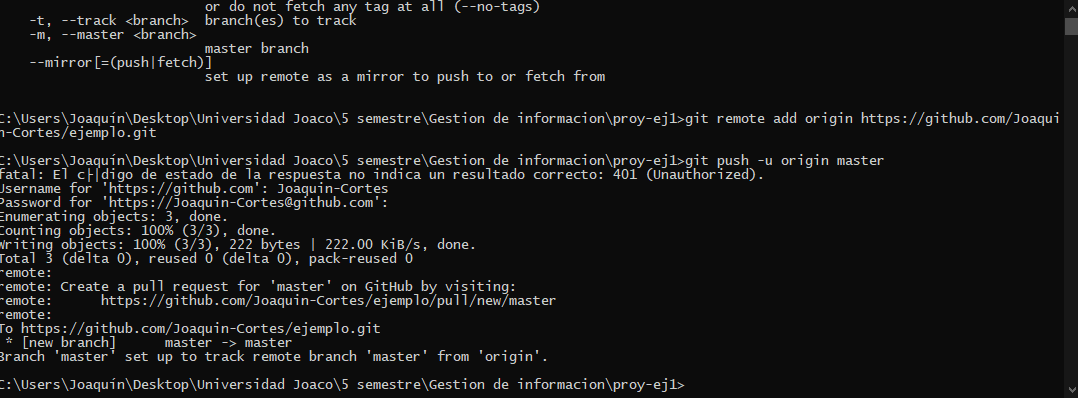 or do not fetch any tag at all (--no-tags)
-t, --track <branch>  branch(es) to track
-m, --master <branch>
master branch
--mirror[=(push|fetch)]
set up remote as a mirror to push to or fetch from
C:\Users\Joaquín\Desktop\Universidad Joaco\5 semestre\Gestion de informacion\proy-ej1>git remote add origin https://github.com/Joaqui
n-Cortes/ejemplo.git
C:\Users\Joaquín\Desktop\Universidad Joaco\5 semestre\Gestion de informacion\proy-ej1>git push -u origin master
fatal: El c├│digo de estado de la respuesta no indica un resultado correcto: 401 (Unauthorized).
Username for 'https://github.com': Joaquin-Cortes
Password for 'https://Joaquin-Cortes@github.com':
Enumerating objects: 3, done.
Counting objects: 100% (3/3), done.
Writing objects: 100% (3/3), 222 bytes | 222.00 KiB/s, done.
Total 3 (delta 0), reused 0 (delta 0), pack-reused 0
remote:
remote: Create a pull request for 'master' on GitHub by visiting:
remote:      https://github.com/Joaquin-Cortes/ejemplo/pull/new/master
remote:
To https://github.com/Joaquin-Cortes/ejemplo.git
* [new branch]      master -> master
Branch 'master' set up to track remote branch 'master' from 'origin'.
C:\Users\Joaquín\Desktop\Universidad Joaco\5 semestre\Gestion de informacion\proy-ej1>